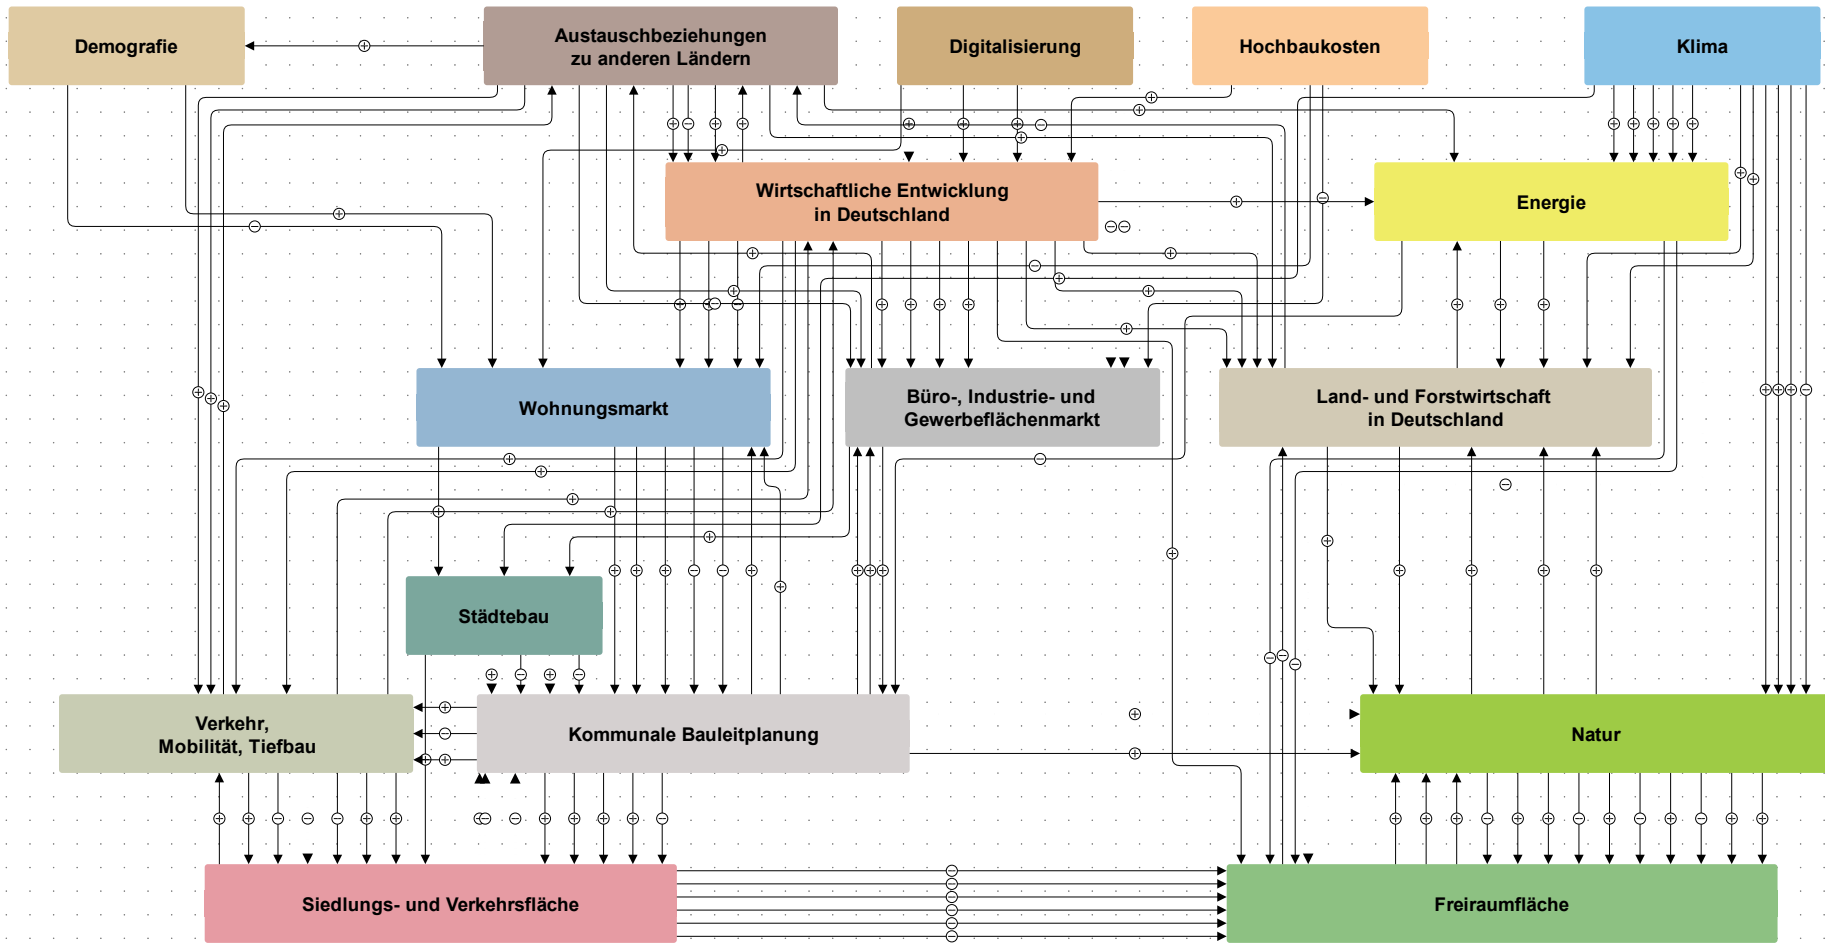 Demografie
Austauschbeziehungen
zu anderen Ländern
Digitalisierung
Hochbaukosten
Klima
Wirtschaftliche Entwicklung
in Deutschland
Energie
Wohnungsmarkt
Büro-, Industrie- und
Gewerbeflächenmarkt
Land- und Forstwirtschaft
in Deutschland
Städtebau
Verkehr,
Mobilität, Tiefbau
Kommunale Bauleitplanung
Natur
Siedlungs- und Verkehrsfläche
Freiraumfläche